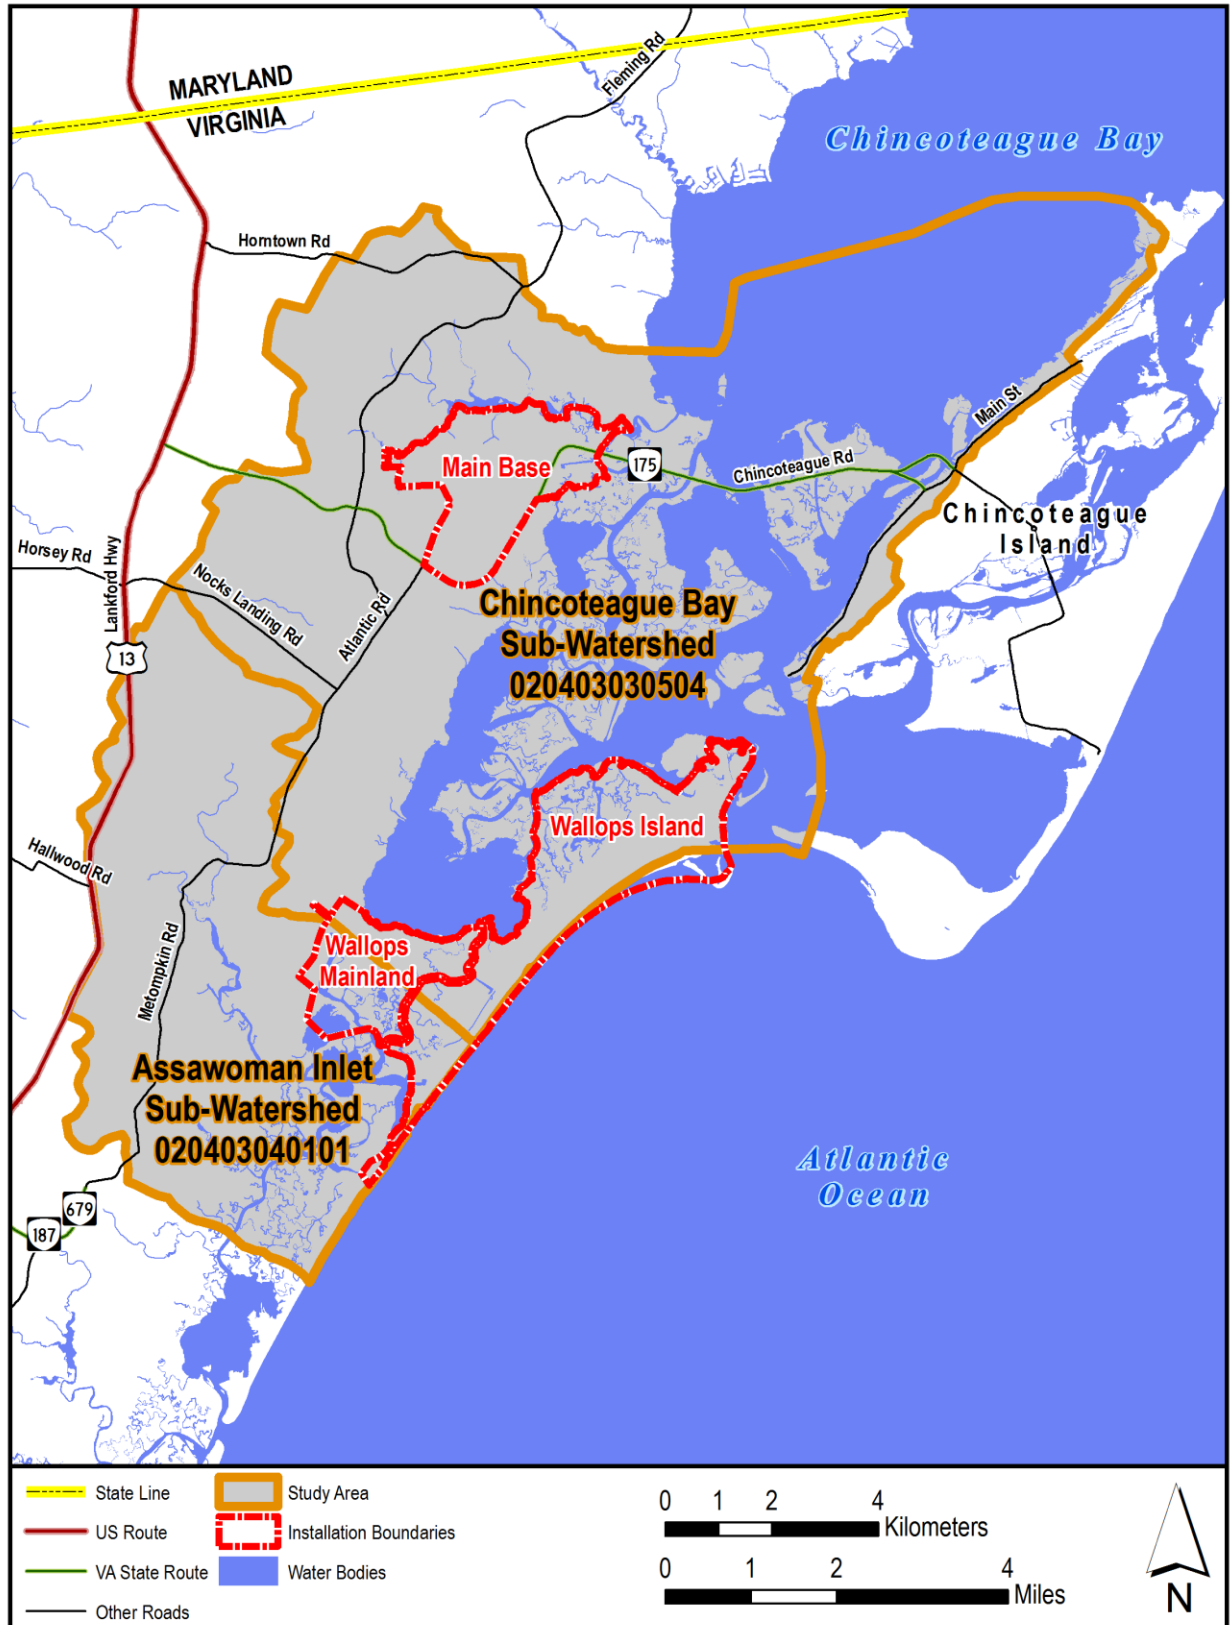 MARYLAND
VIRGINIA
Fleming Rd
Chincoteague Bay
Horntown Rd
Main St
Main Base
175
Chincoteague Rd
Chincoteague
Island
Horsey Rd
Lankford Hwy
Nocks Landing Rd
Atlantic Rd
13
Chincoteague Bay
Sub-Watershed
020403030504
Wallops Island
Hallwood Rd
Metompkin Rd
Wallops
Mainland
Assawoman Inlet
Sub-Watershed
020403040101
Atlantic
Ocean
679
187
State Line
US Route
VA State Route
Other Roads
Study Area
Installation Boundaries
Water Bodies
0 1 2 4
Kilometers
0 1 2 4
Miles
N